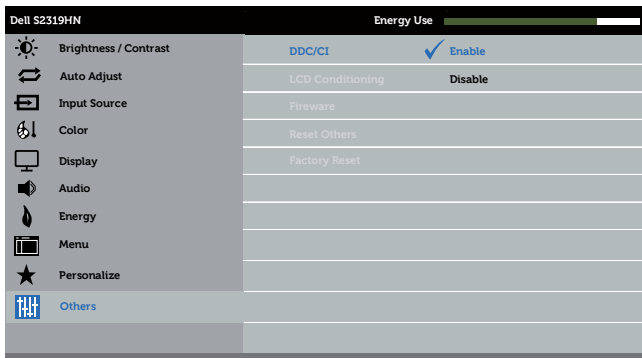 Dell S2319HN Energy Use
Brightness / Contrast
Auto Adjust
Input Source
Color
Display
Audio
Energy
Menu
Personalize
Others
DDC/CI Enable
LCD Conditioning Disable
Fireware
Reset Others
Factory Reset